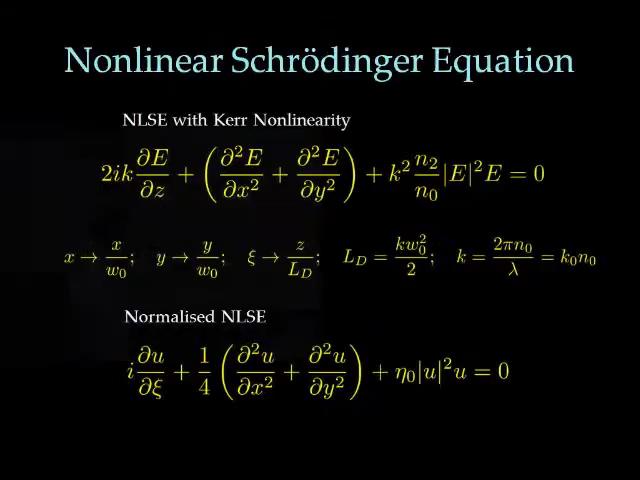 Nonlinear Schrödinger Equation
NLSE with Kerr Nonlinearity
2ik ∂E/∂z + (∂²E/∂x² + ∂²E/∂y²) + k² n₂/n₀ |E|²E = 0
x → x/w₀; y → y/w₀; ξ → z/L_D; L_D = kw₀²/2; k = 2πn₀/λ = k₀n₀
Normalised NLSE
i ∂u/∂ξ + 1/4 (∂²u/∂x² + ∂²u/∂y²) + η₀|u|²u = 0